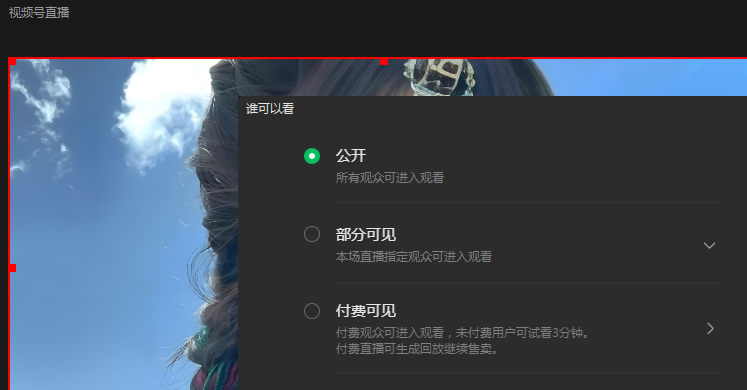 视频号直播
谁可以看
公开
所有观众可进入观看
部分可见
本场直播指定观众可进入观看
付费可见
付费观众可进入观看，未付费用户可试看3分钟。
付费直播可生成回放继续售卖。